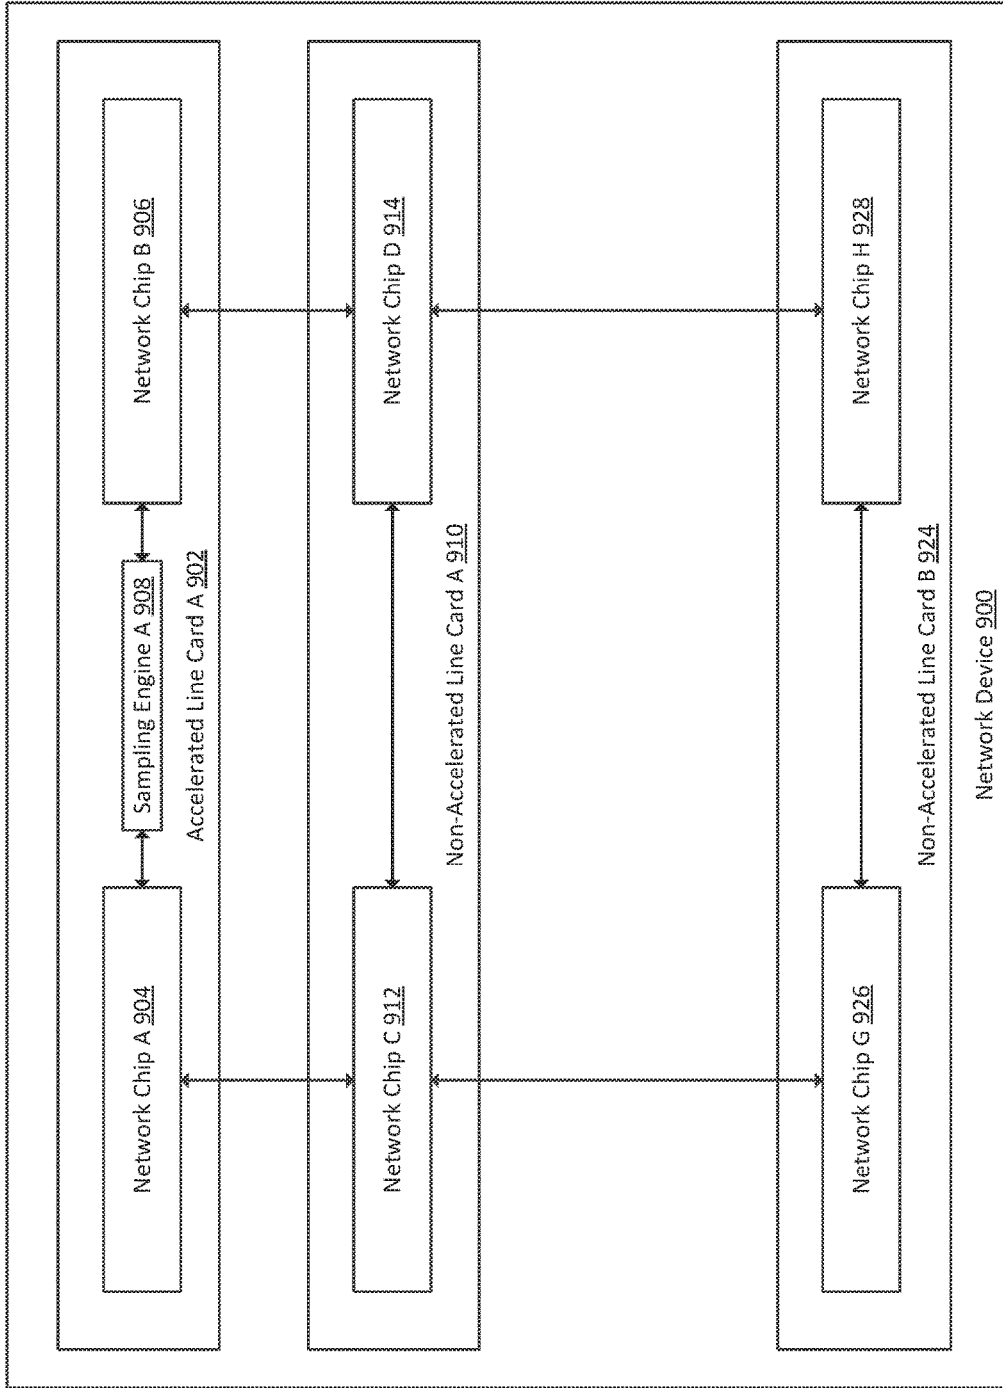 Network Chip A 904
Sampling Engine A 908
Network Chip B 906
Accelerated Line Card A 902
Network Chip C 912
Network Chip D 914
Non-Accelerated Line Card A 910
Network Chip G 926
Network Chip H 928
Non-Accelerated Line Card B 924
Network Device 900